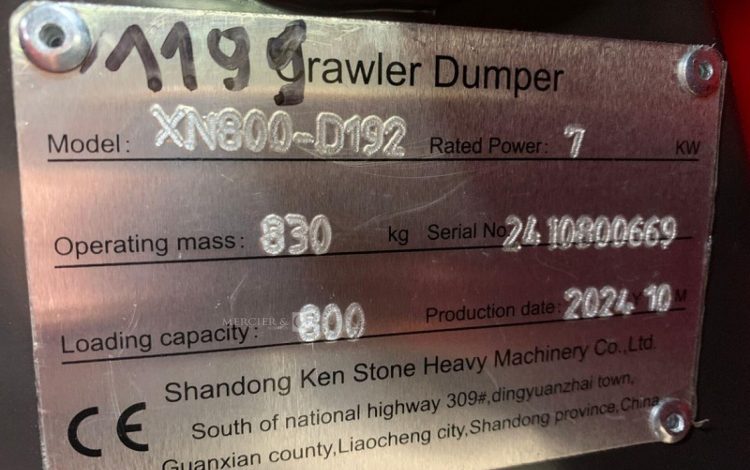 1199 Crawler Dumper
Model: XN800-D192 Rated Power: 7 KW
Operating mass: 830 kg Serial No 2410800669
MERCIER &
Loading capacity: 800 Production date: 2024Y10M
Shandong Ken Stone Heavy Machinery Co.,Ltd.
CE South of national highway 309#,dingyuanzhai town,
Guanxian county,Liaocheng city,Shandong province,China